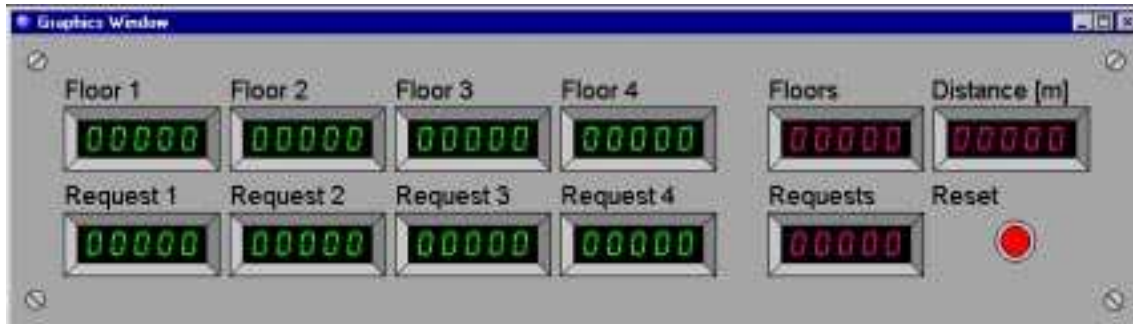 Graphics Window
Floor 1 Floor 2 Floor 3 Floor 4 Floors Distance [m]
00000 00000 00000 00000 00000 00000
Request 1 Request 2 Request 3 Request 4 Requests Reset
00000 00000 00000 00000 00000